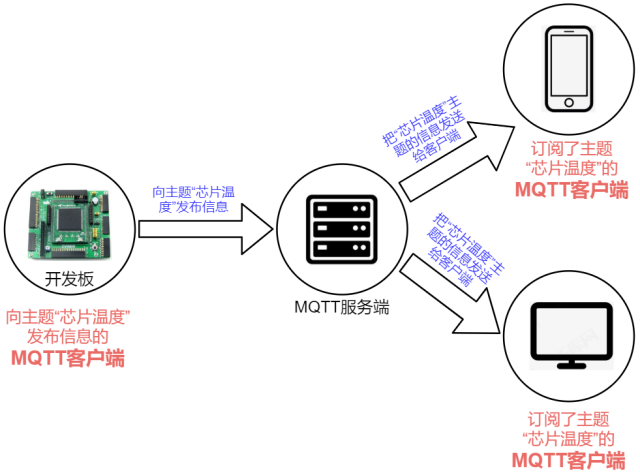 向主题“芯片温
度”发布信息
开发板
向主题“芯片温度”
发布信息的
MQTT客户端
MQTT服务端
把“芯片温度”主
题的信息发送
给客户端
订阅了主题
“芯片温度”的
MQTT客户端
把“芯片温度”主
题的信息发送
给客户端
订阅了主题
“芯片温度”的
MQTT客户端